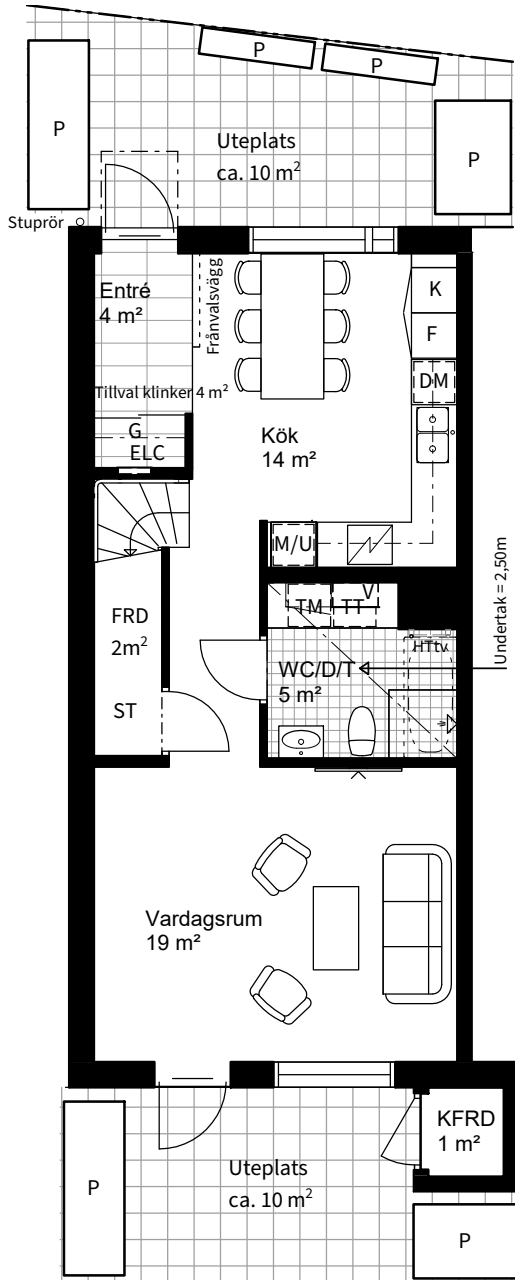 P
P
P
P
Uteplats
ca. 10 m²
Stuprör
Entré
4 m²
Frånvalsvägg
K
F
DM
Tillval klinker 4 m²
G
ELC
Kök
14 m²
M/U
Undertak = 2,50m
TM
TT
V
FRD
2m²
HTtv
WC/D/T
5 m²
ST
Vardagsrum
19 m²
KFRD
1 m²
Uteplats
ca. 10 m²
P
P